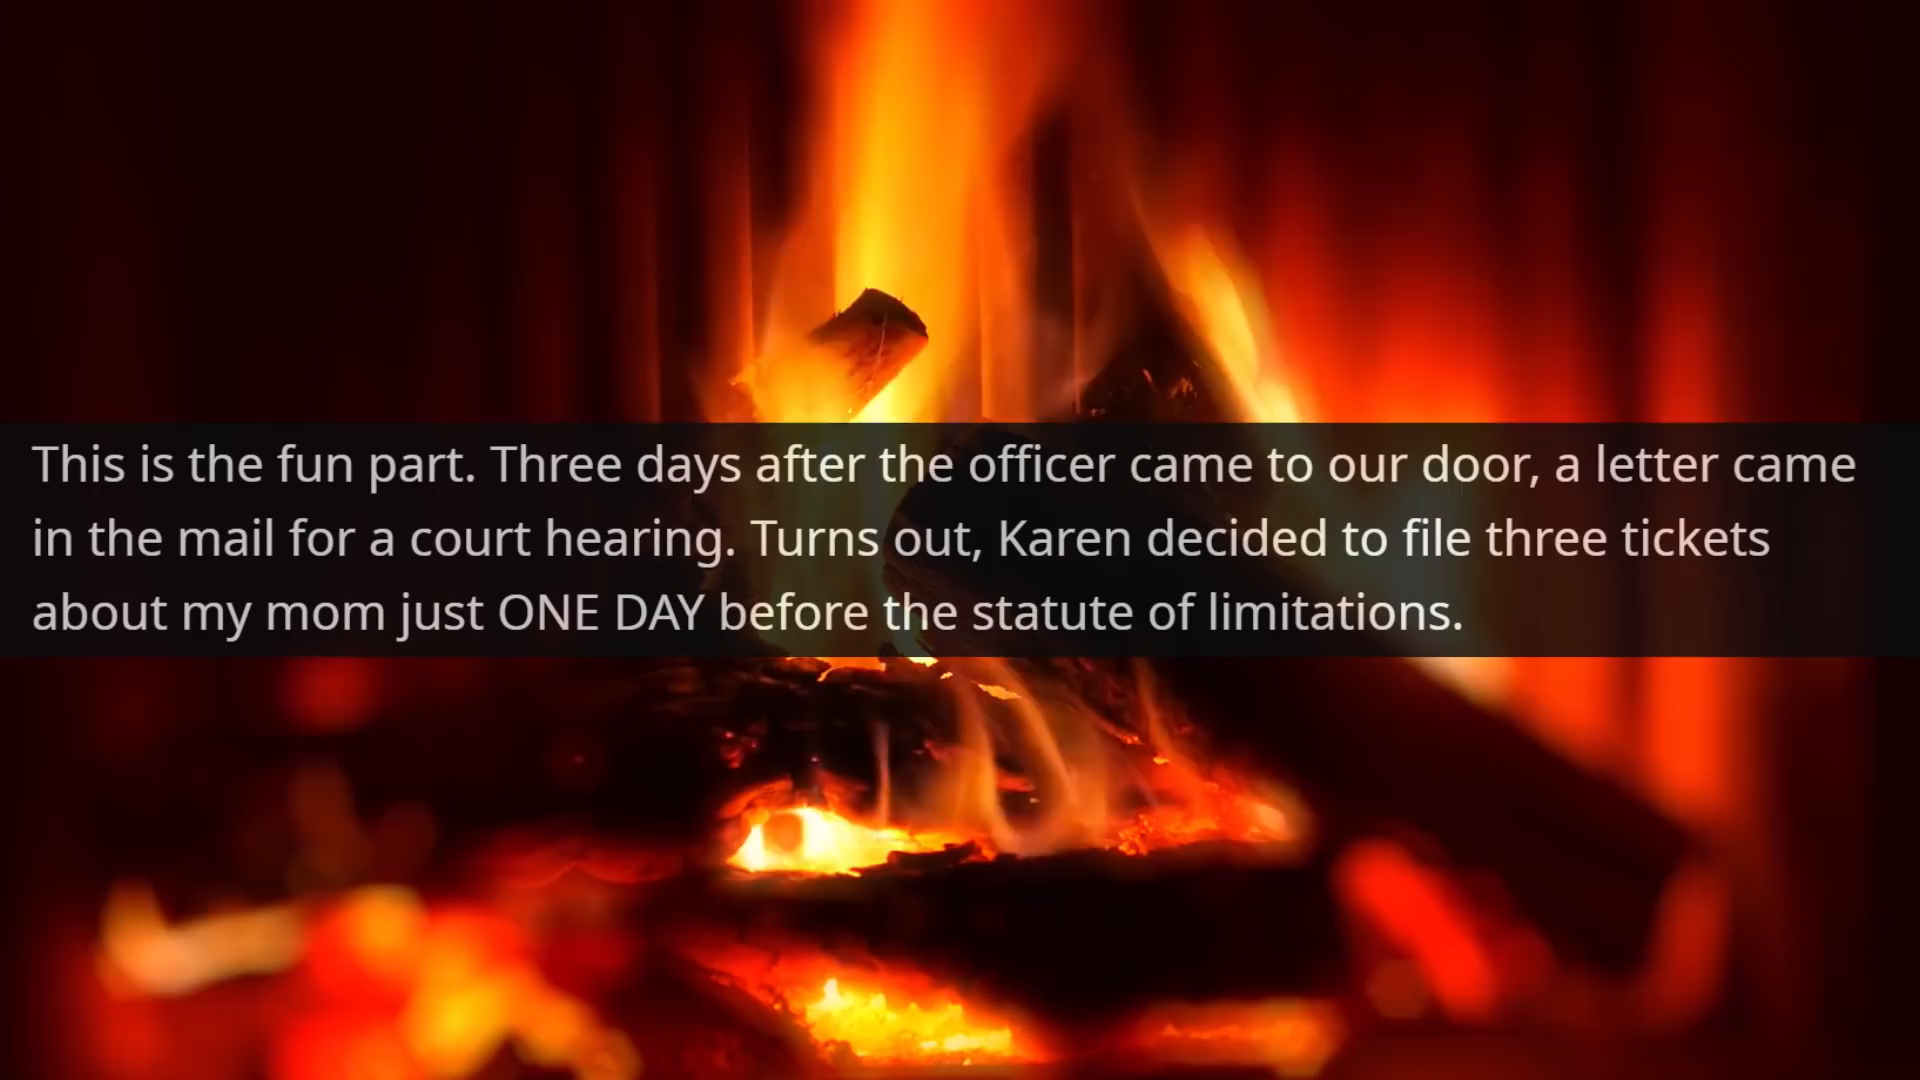 This is the fun part. Three days after the officer came to our door, a letter came
in the mail for a court hearing. Turns out, Karen decided to file three tickets
about my mom just ONE DAY before the statute of limitations.